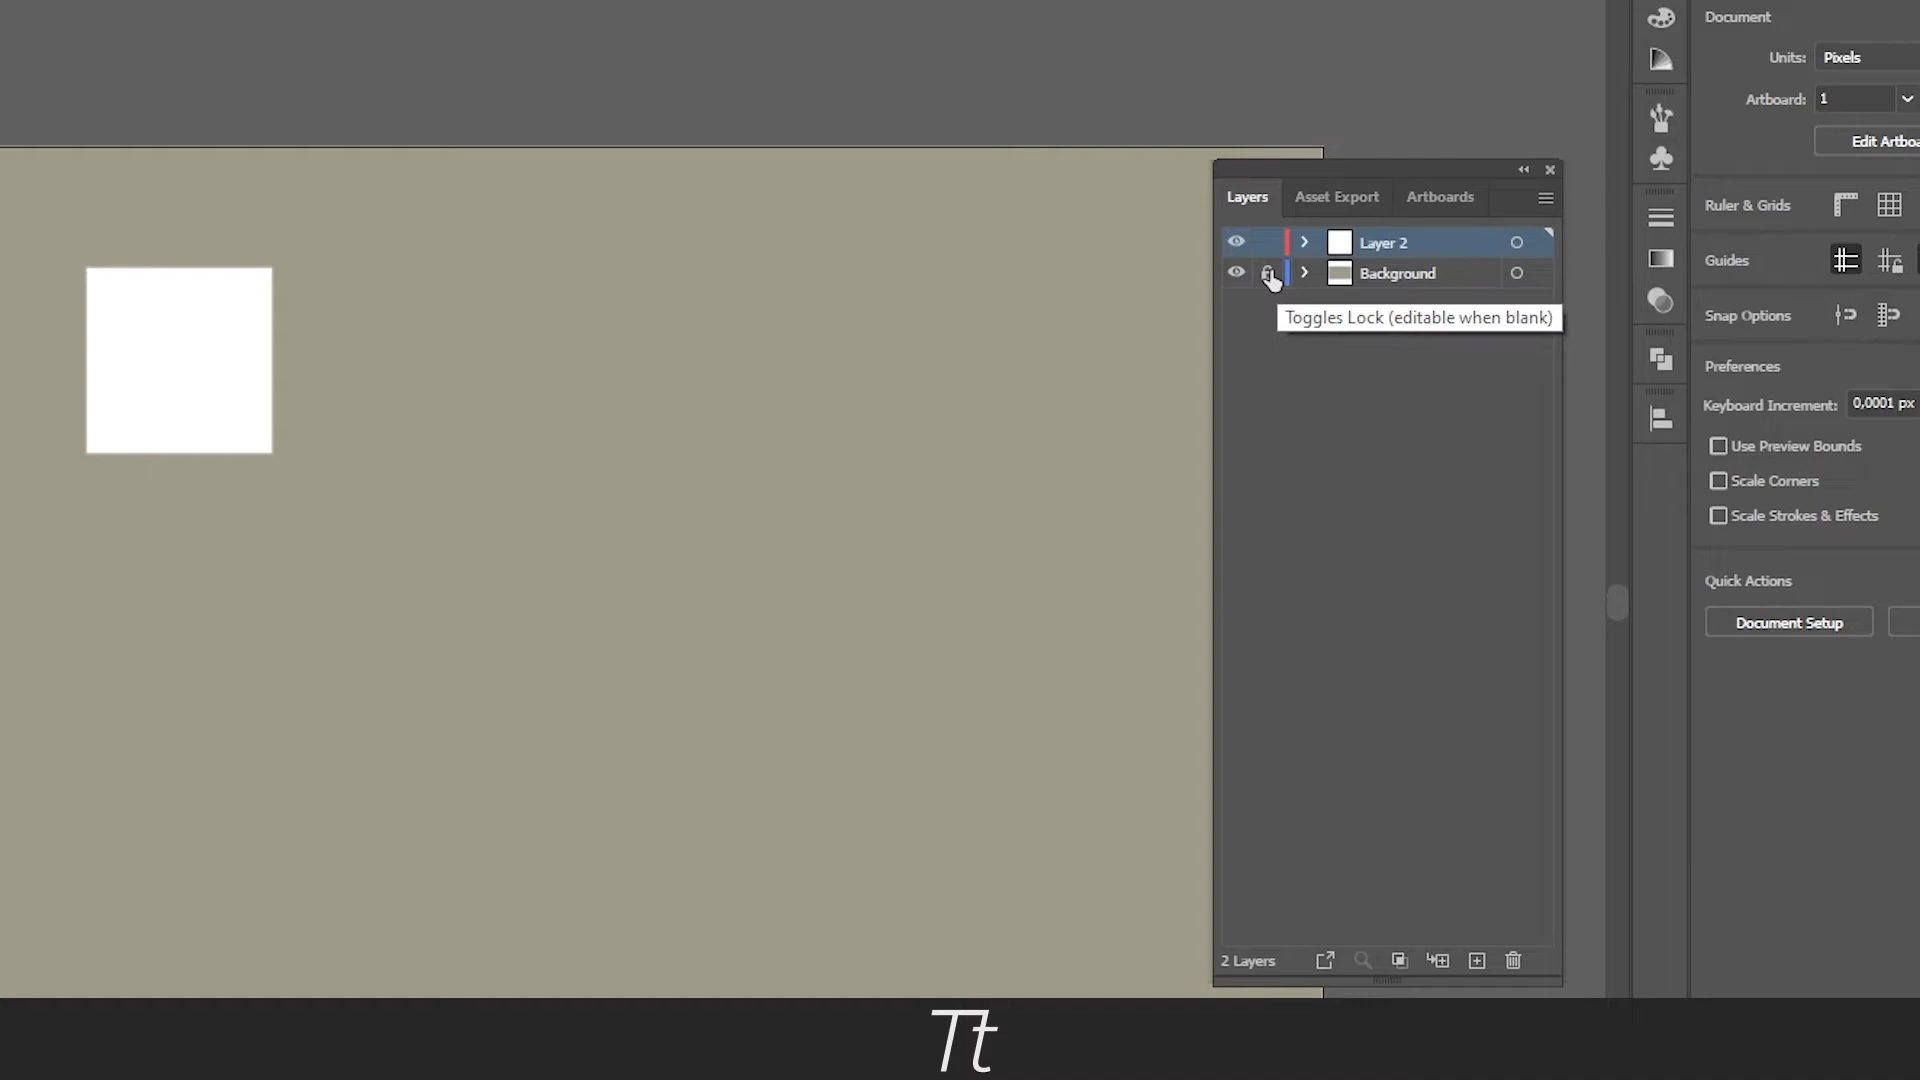 Document
Units: Pixels
Artboard: 1
Edit Artboa
Layers Asset Export Artboards
Ruler & Grids
Layer 2
Guides
Background
Toggles Lock (editable when blank)
Snap Options
Preferences
Keyboard Increment: 0,0001 px
Use Preview Bounds
Scale Corners
Scale Strokes & Effects
Quick Actions
Document Setup
2 Layers
Tt